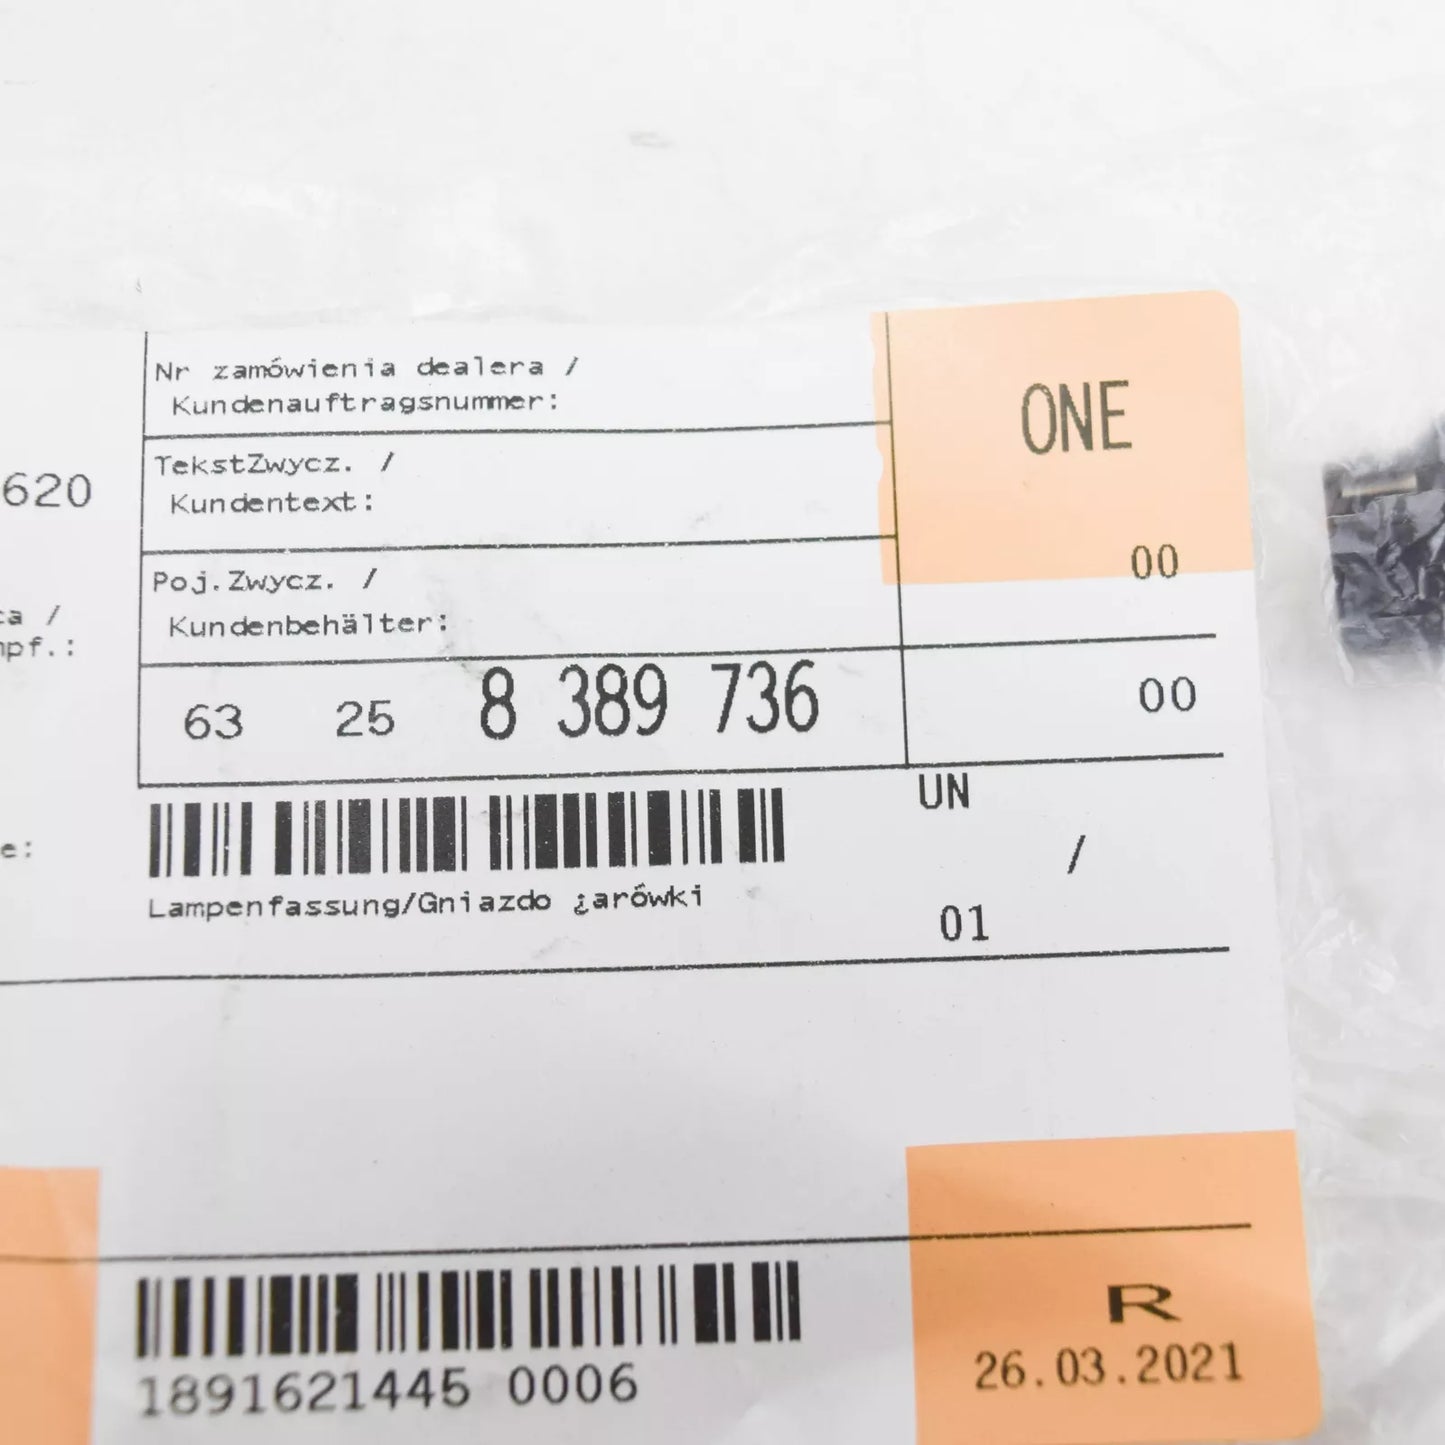 Nr zamówienia dealera /
Kundenauftragsnummer:
ONE
TekstZwycz. /
Kundentext:
620
00
Poj.Zwycz. /
Kundenbehälter:
ca /
mpf.:
63 25 8 389 736
00
UN
/
e:
Lampenfassung/Gniazdo ¿arówki
01
R
26.03.2021
1891621445 0006